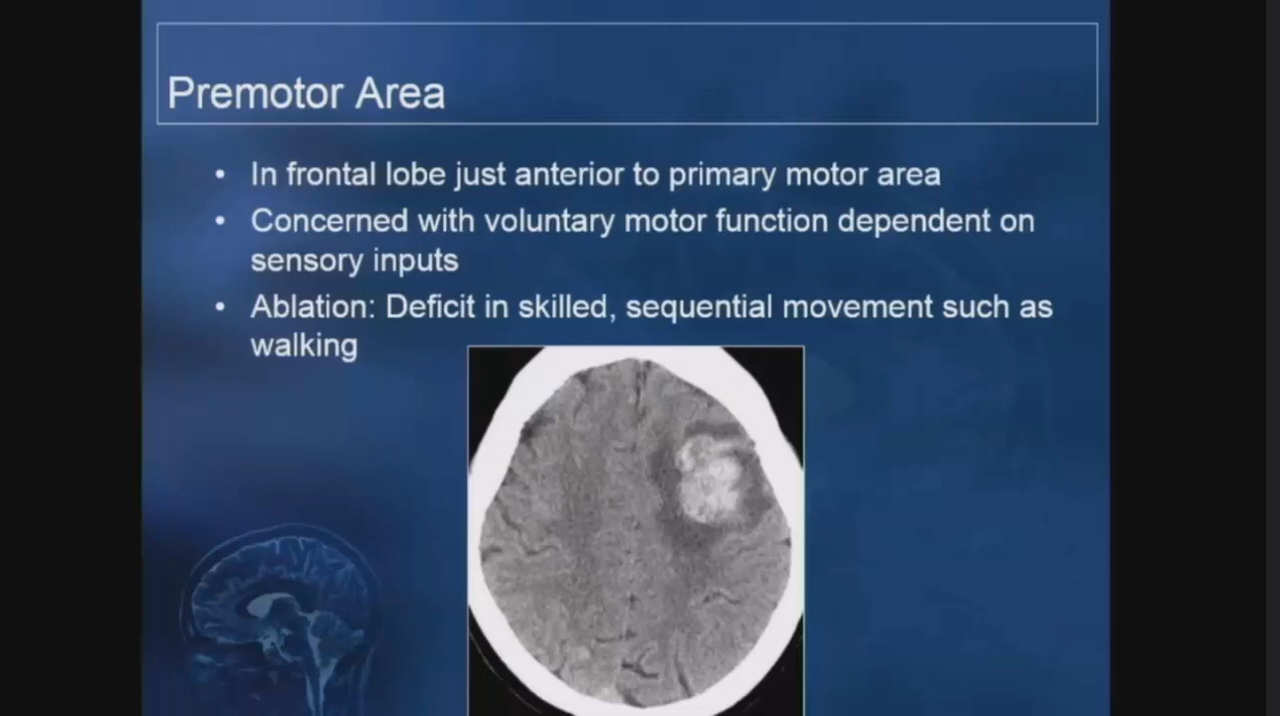 Premotor Area
• In frontal lobe just anterior to primary motor area
• Concerned with voluntary motor function dependent on
sensory inputs
• Ablation: Deficit in skilled, sequential movement such as
walking